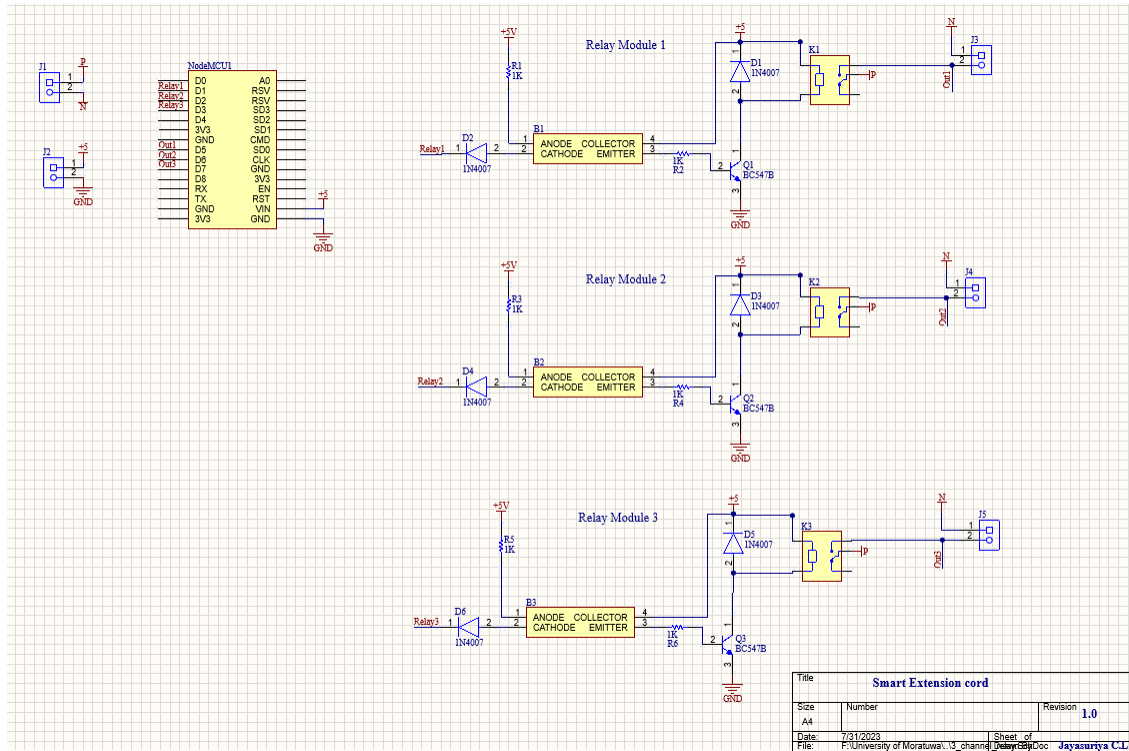 J1
1
2
P
N
J2
1
2
+5
GND
NodeMCU1
D0
D1
D2
D3
D4
3V3
GND
D5
D6
D7
D8
RX
TX
GND
3V3
A0
RSV
RSV
SD3
SD2
SD1
CMD
SD0
CLK
GND
3V3
EN
RST
VIN
GND
Relay1
Relay2
Relay3
Out1
Out2
Out3
+5
GND
Relay Module 1
+5V
R1
1K
Relay1
1
D2
2
1N4007
B1
1
2
ANODE COLLECTOR
CATHODE EMITTER
4
3
1K
R2
+5
1
D1
1N4007
2
K1
P
2
1
Q1
BC547B
3
GND
N
J3
1
2
Out1
Relay Module 2
+5V
R3
1K
Relay2
1
D4
2
1N4007
B2
1
2
ANODE COLLECTOR
CATHODE EMITTER
4
3
1K
R4
+5
1
D3
1N4007
2
K2
P
2
1
Q2
BC547B
3
GND
N
J4
1
2
Out2
Relay Module 3
+5V
R5
1K
Relay3
1
D6
2
1N4007
B3
1
2
ANODE COLLECTOR
CATHODE EMITTER
4
3
1K
R6
+5
1
D5
1N4007
2
K3
P
2
1
Q3
BC547B
3
GND
N
J5
1
2
Out3
Title
Smart Extension cord
Size
A4
Number
Revision
1.0
Date: 7/31/2023
Sheet of
File: F:\University of Moratuwa\..\3_channel
Jayasuriya C.L